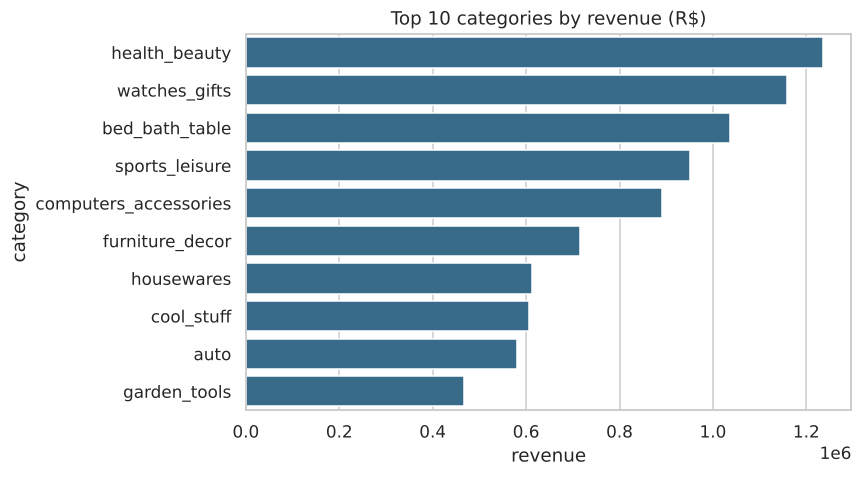 Top 10 categories by revenue (R$)
category
health_beauty
watches_gifts
bed_bath_table
sports_leisure
computers_accessories
furniture_decor
housewares
cool_stuff
auto
garden_tools
0.0 0.2 0.4 0.6 0.8 1.0 1.2
1e6
revenue